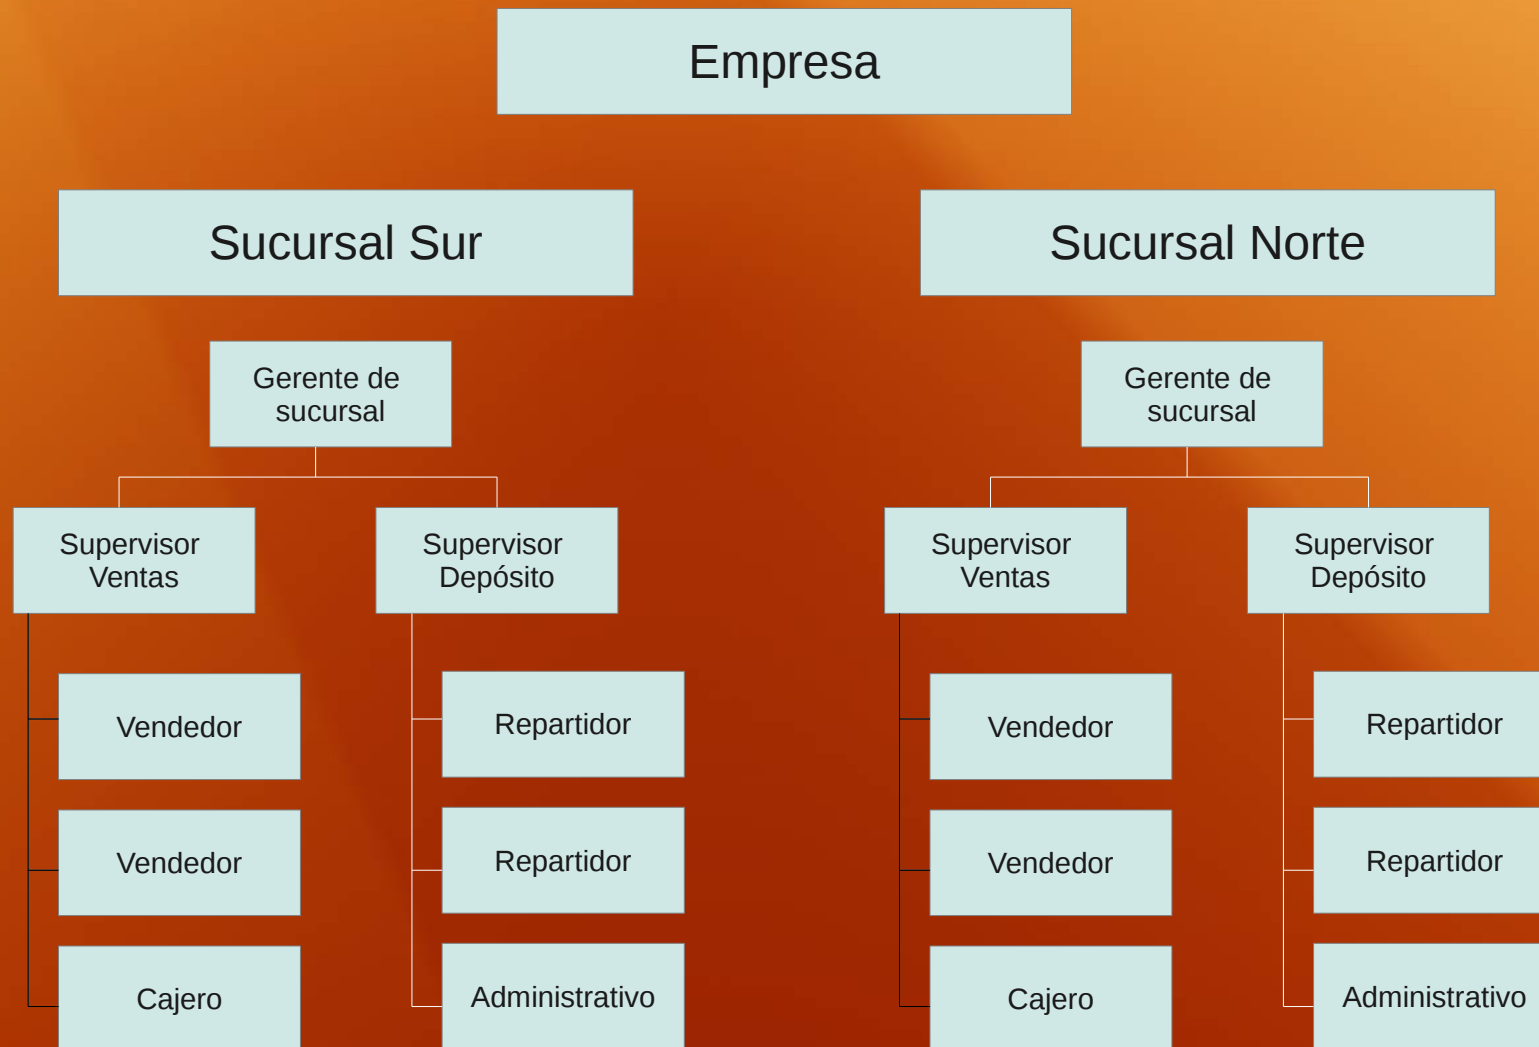 Empresa
Sucursal Sur
Sucursal Norte
Gerente de
sucursal
Gerente de
sucursal
Supervisor
Ventas
Supervisor
Depósito
Supervisor
Ventas
Supervisor
Depósito
Vendedor
Repartidor
Vendedor
Repartidor
Vendedor
Repartidor
Vendedor
Repartidor
Cajero
Administrativo
Cajero
Administrativo